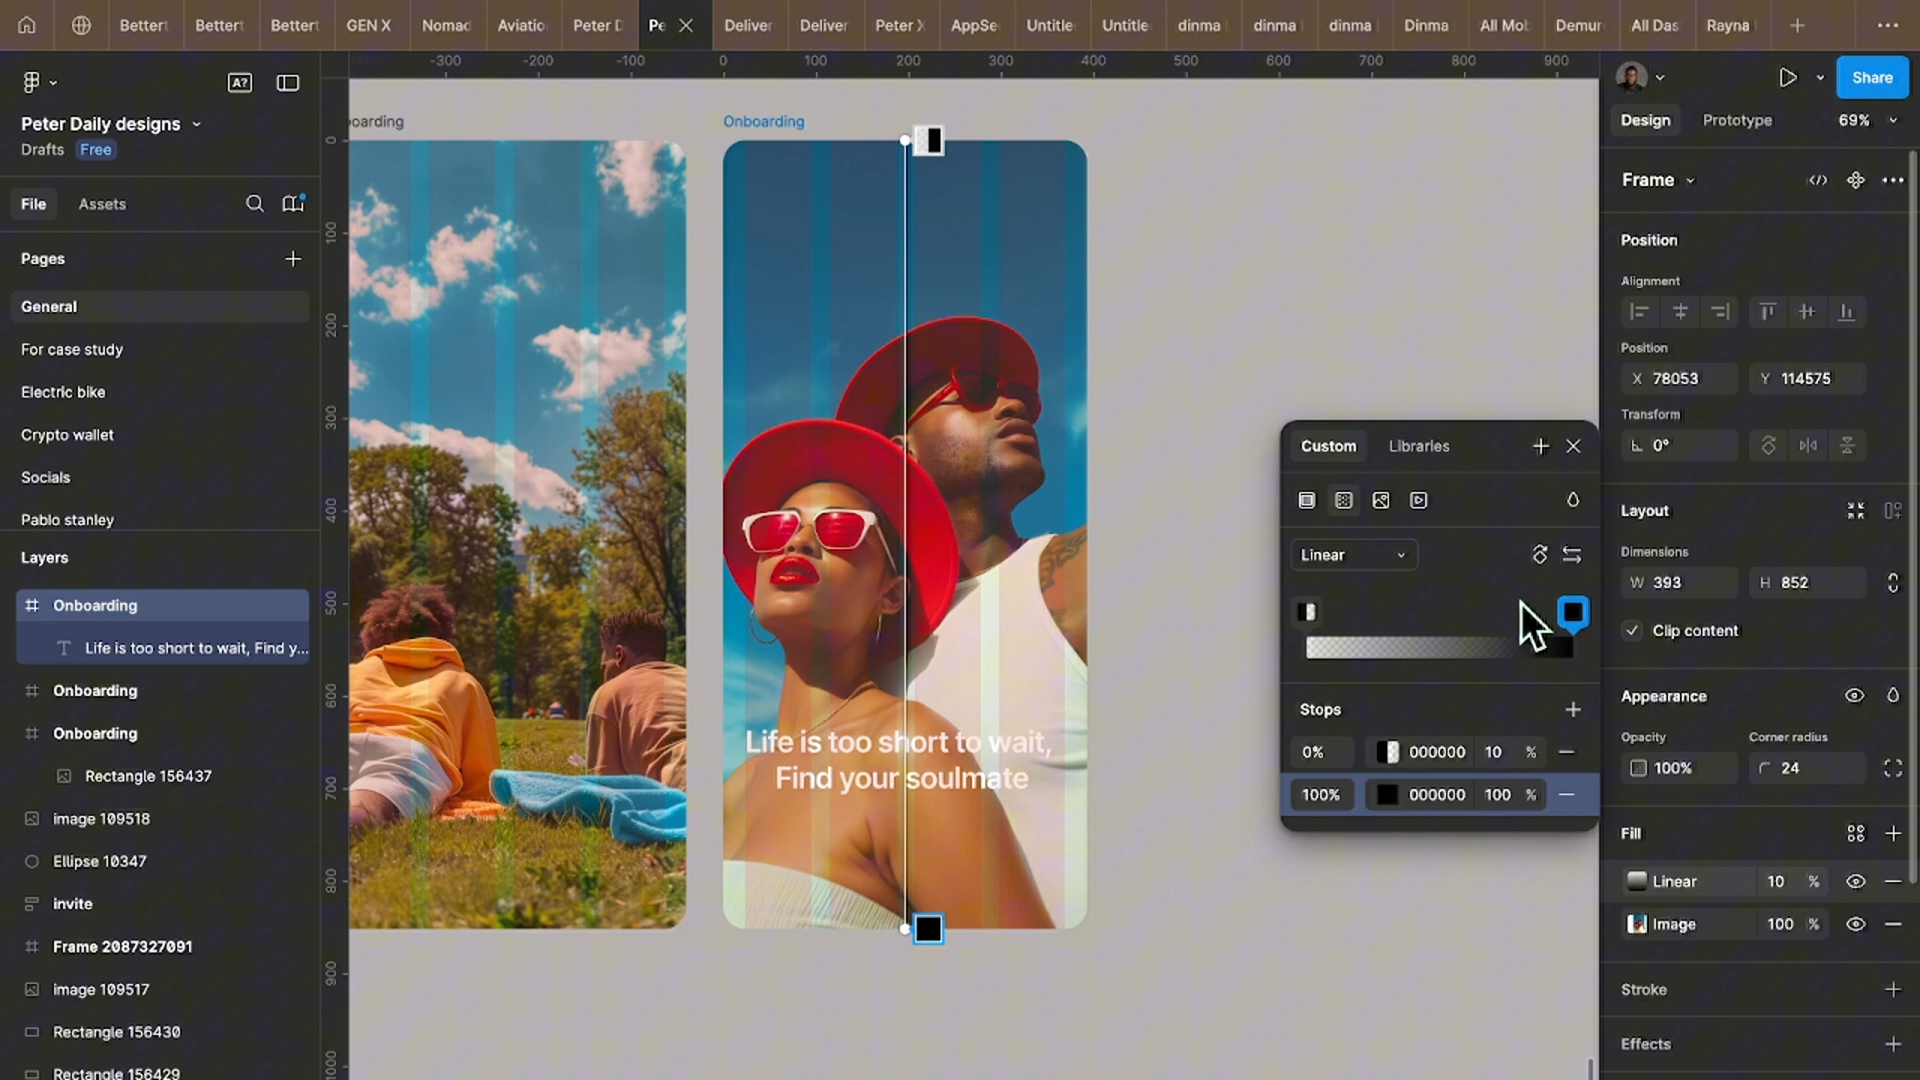 Bettert
Bettert
Bettert
GEN X
Nomad
Aviatio
Peter D
Pe
Deliver
Deliver
Peter X
AppSe
Untitle
Untitle
dinma
dinma
dinma
Dinma
All Mob
Demur
All Das
Rayna
Peter Daily designs
Drafts Free
File Assets
Pages
General
For case study
Electric bike
Crypto wallet
Socials
Pablo stanley
Layers
Onboarding
Life is too short to wait, Find y...
Onboarding
Onboarding
Rectangle 156437
image 109518
Ellipse 10347
invite
Frame 2087327091
image 109517
Rectangle 156430
Rectangle 156429
-300 -200 -100 0 100 200 300 400 500 600 700 800 900
0
100
200
300
400
500
600
700
800
900
1000
oarding
Onboarding
Life is too short to wait,
Find your soulmate
Custom Libraries
Linear
Stops
0% 000000 10 %
100% 000000 100 %
Share
Design Prototype 69%
Frame
Position
Alignment
Position
X 78053 Y 114575
Transform
0°
Layout
Dimensions
W 393 H 852
Clip content
Appearance
Opacity Corner radius
100% 24
Fill
Linear 10 %
Image 100 %
Stroke
Effects